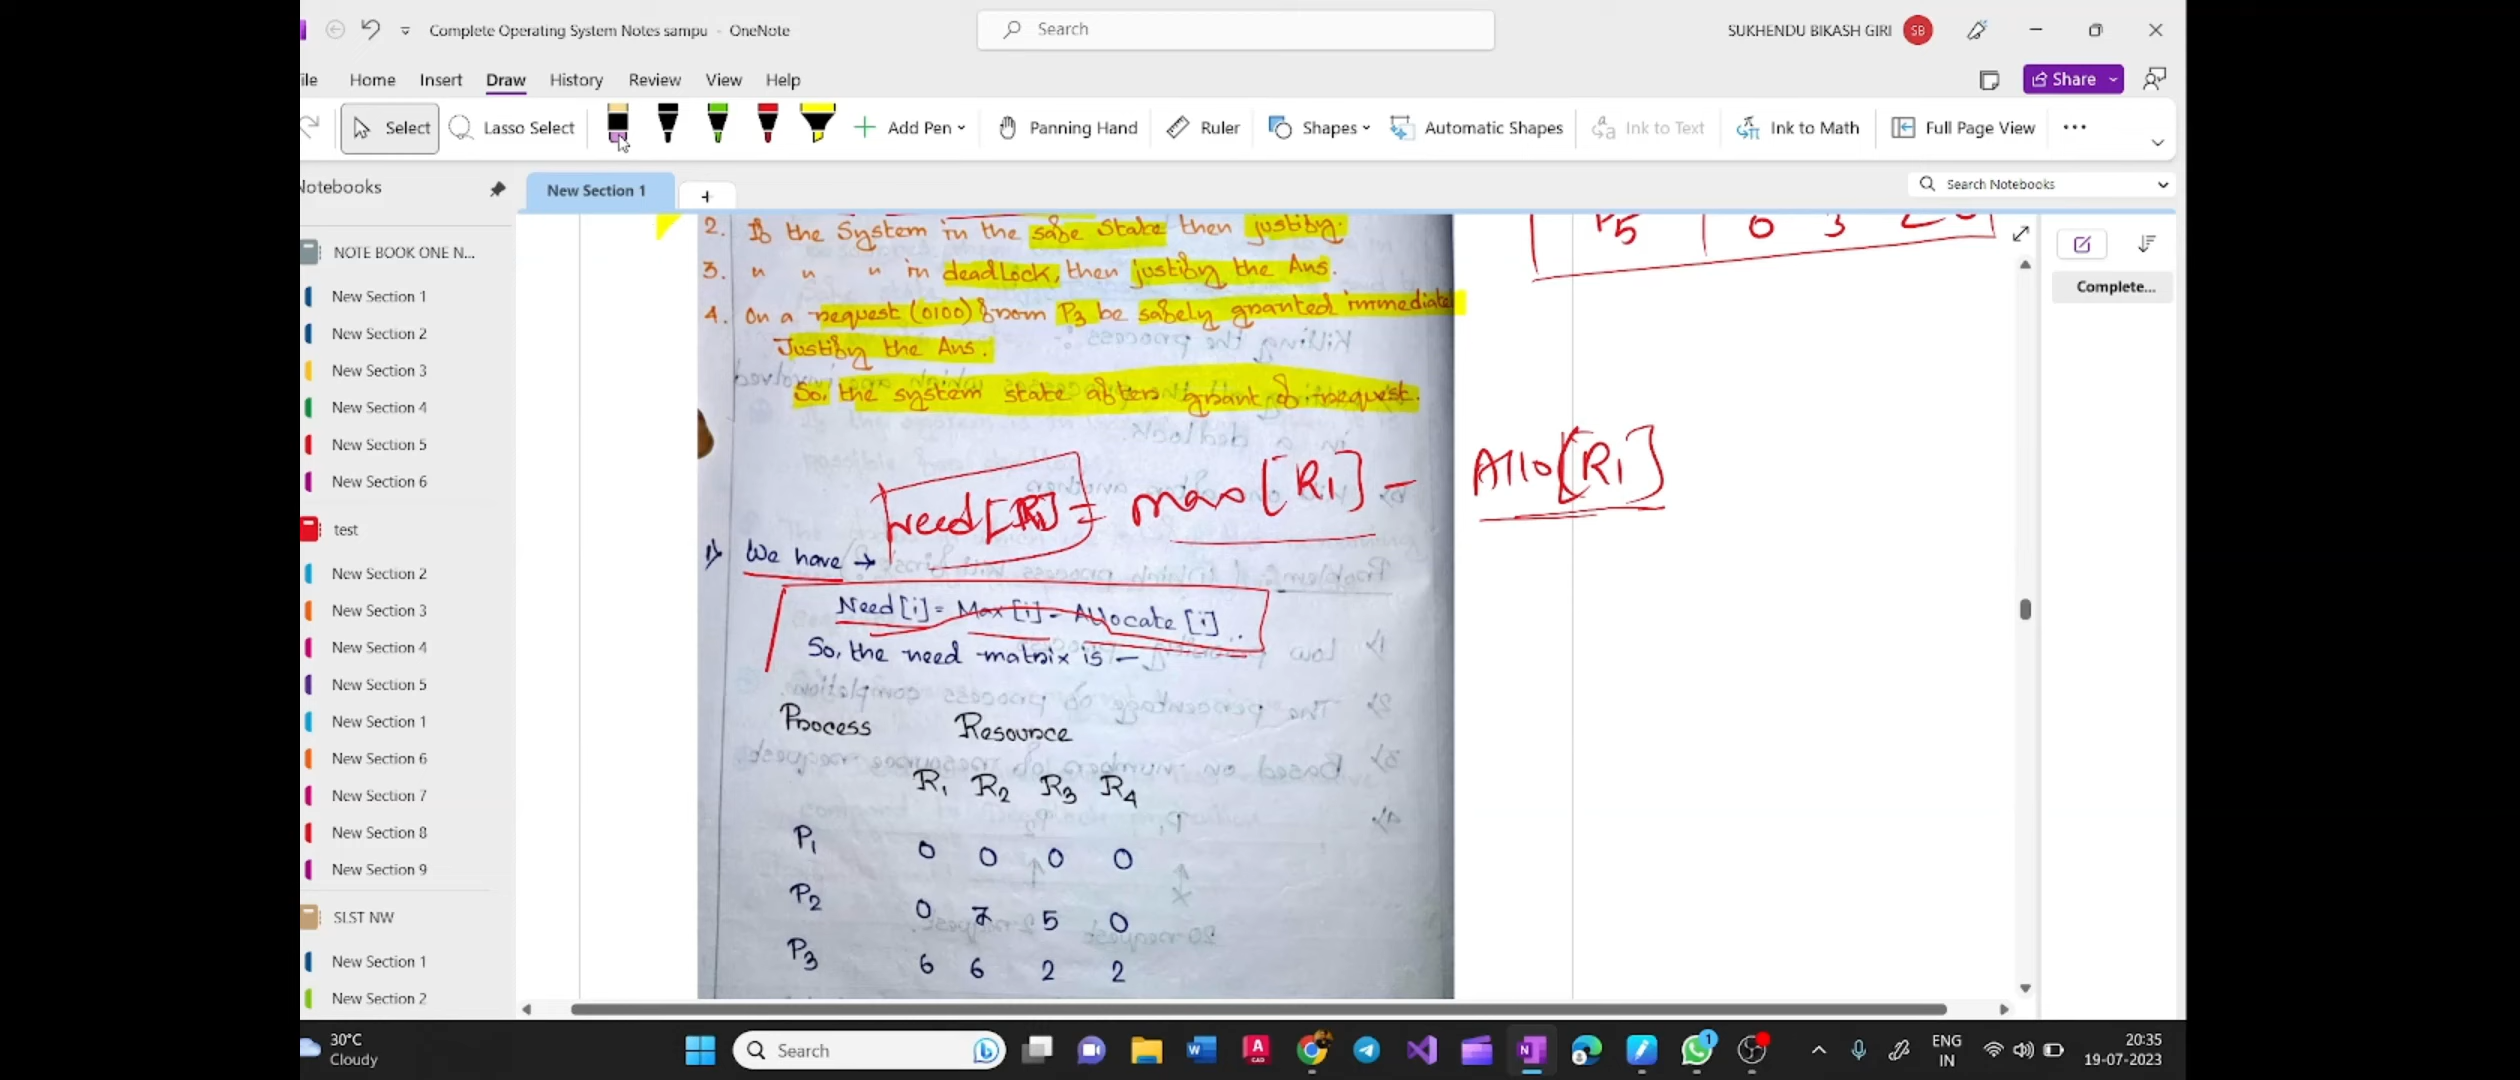 Complete Operating System Notes sampu - OneNote
Search
SUKHENDU BIKASH GIRI
SB
ile
Home
Insert
Draw
History
Review
View
Help
Share
Select
Lasso Select
Add Pen
Panning Hand
Ruler
Shapes
Automatic Shapes
Ink to Text
Ink to Math
Full Page View
Notebooks
New Section 1
Search Notebooks
NOTE BOOK ONE N...
New Section 1
New Section 2
New Section 3
New Section 4
New Section 5
New Section 6
test
New Section 2
New Section 3
New Section 4
New Section 5
New Section 1
New Section 6
New Section 7
New Section 8
New Section 9
SLST NW
New Section 1
New Section 2
Complete...
2. If the System in the safe State then justify.
3. " " " in deadlock, then justify the Ans.
4. On a request (0100) from P3 be safely granted immediate
Justify the Ans.
So, the system state after grant of request.
P5 0 3 2
Need[R1] = max[R1] - Allo[R1]
1) We have →
Need[i] = Max[i] - Allocate[i]
So, the need matrix is -
Process Resource
R1 R2 R3 R4
P1 0 0 0 0
P2 0 7 5 0
P3 6 6 2 2
30°C
Cloudy
Search
ENG
IN
20:35
19-07-2023